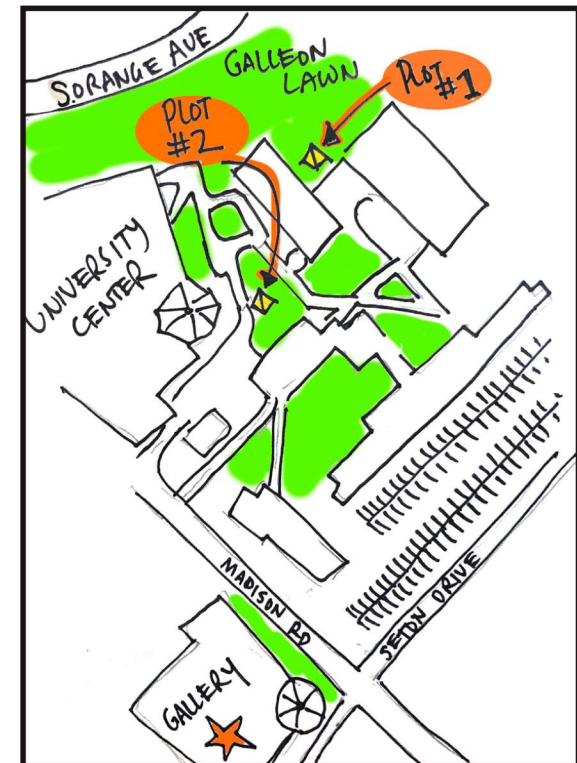 S.ORANGE AVE
GALLEON
LAWN
PLOT
#1
PLOT
#2
UNIVERSITY
CENTER
MADISON RD
SETON DRIVE
GALLERY